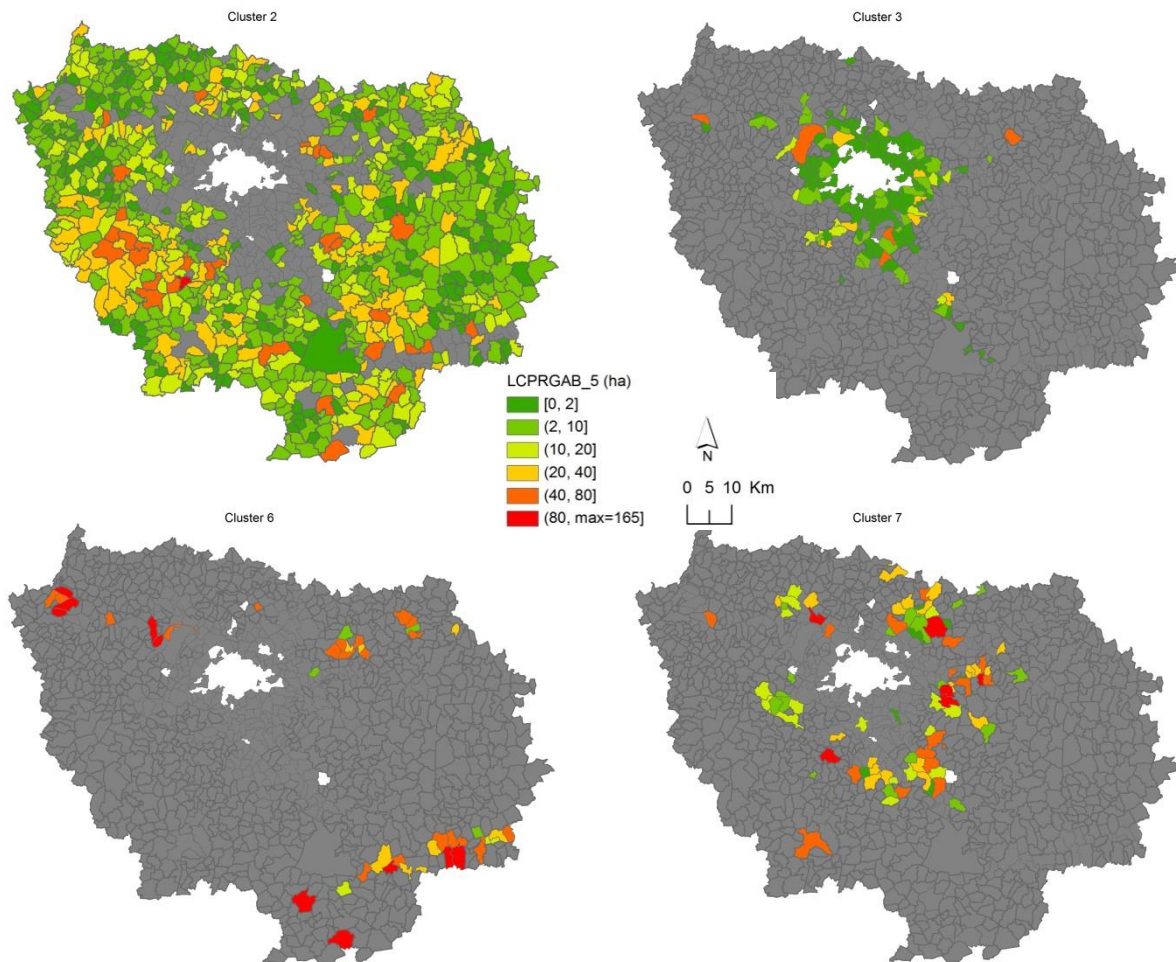 Cluster 2
Cluster 3
LCPRGAB_5 (ha)
[0, 2]
(2, 10]
(10, 20]
(20, 40]
(40, 80]
(80, max=165]
N
0 5 10 Km
Cluster 6
Cluster 7